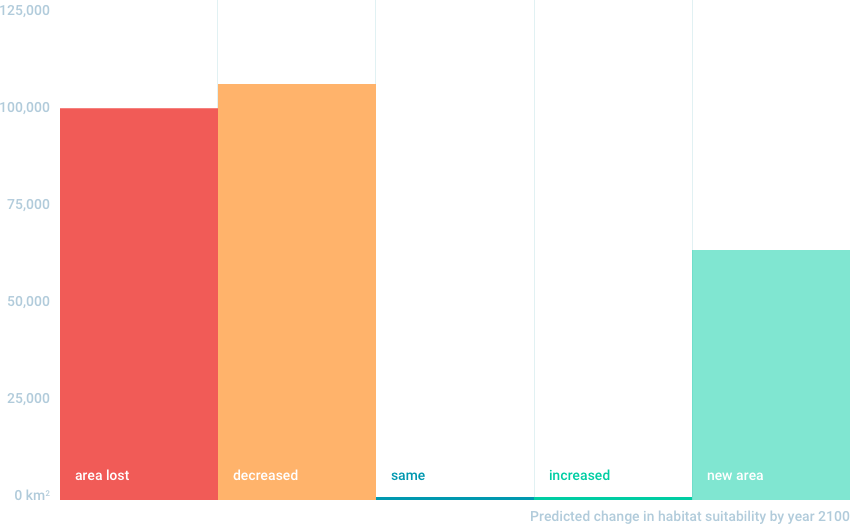 125,000
100,000
75,000
50,000
25,000
0 km²
area lost
decreased
same
increased
new area
Predicted change in habitat suitability by year 2100